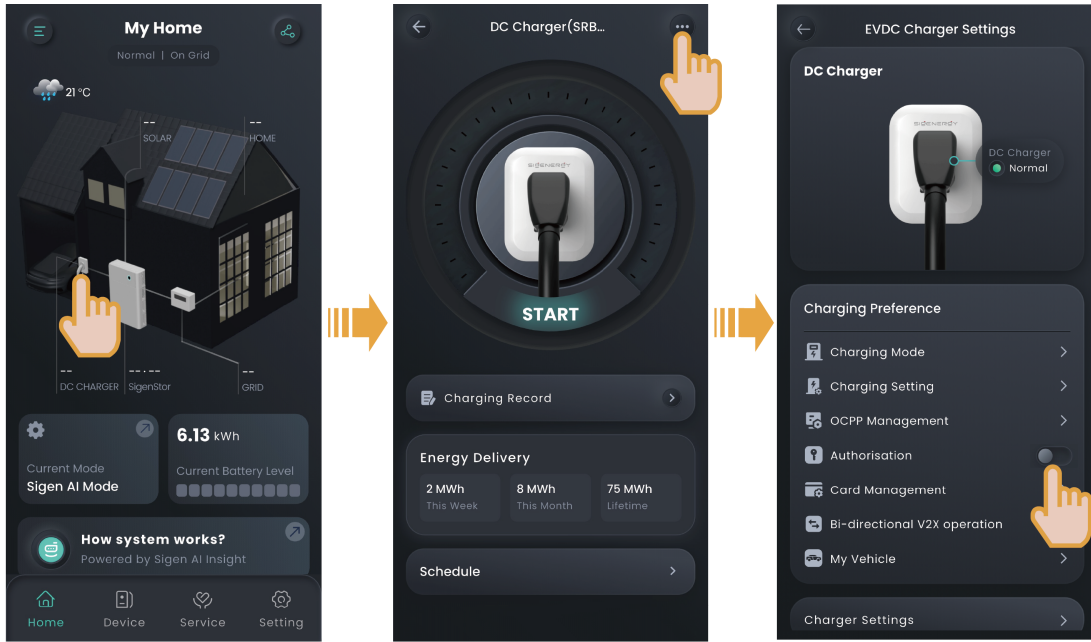 My Home
Normal | On Grid
21 °C
--
SOLAR
--
HOME
--
DC CHARGER
--.--
SigenStor
--
GRID
Current Mode
Sigen AI Mode
6.13 kWh
Current Battery Level
How system works?
Powered by Sigen AI Insight
Home
Device
Service
Setting
DC Charger(SRB...
SIGENERGY
START
Charging Record
Energy Delivery
2 MWh
This Week
8 MWh
This Month
75 MWh
Lifetime
Schedule
EVDC Charger Settings
DC Charger
SIGENERGY
DC Charger
Normal
Charging Preference
Charging Mode
Charging Setting
OCPP Management
Authorisation
Card Management
Bi-directional V2X operation
My Vehicle
Charger Settings